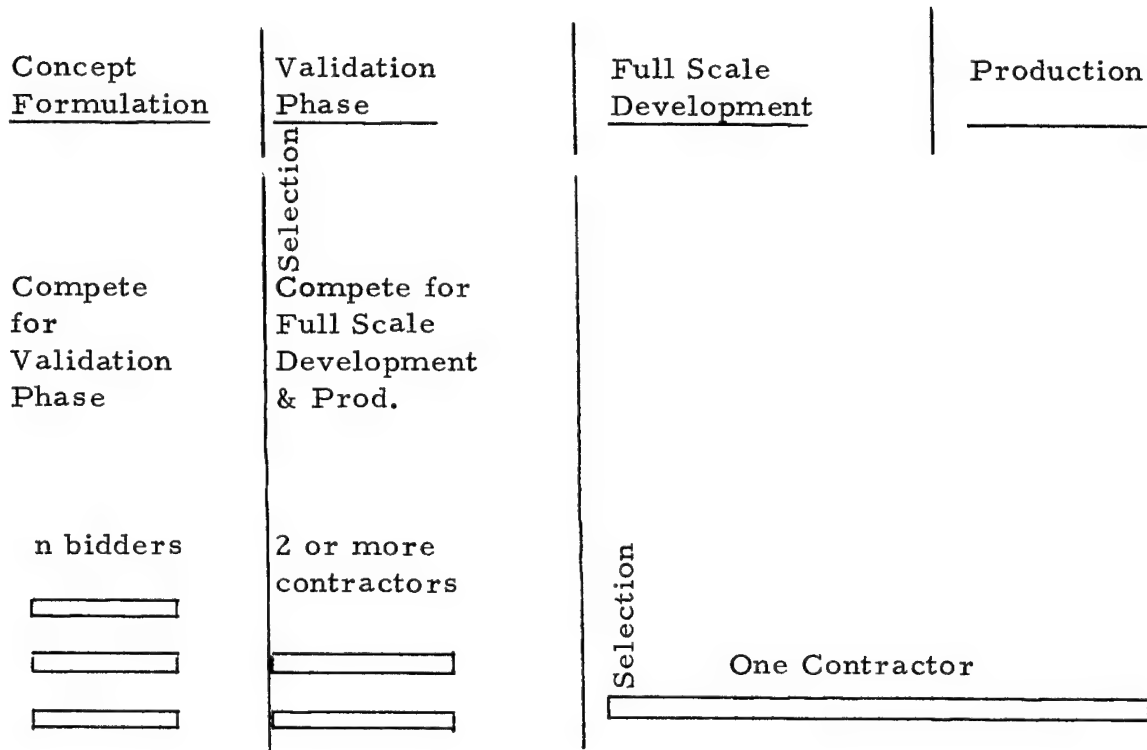 Concept
Formulation
Validation
Phase
Full Scale
Development
Production
Selection
Compete
for
Validation
Phase
Compete for
Full Scale
Development
& Prod.
n bidders
2 or more
contractors
Selection
One Contractor